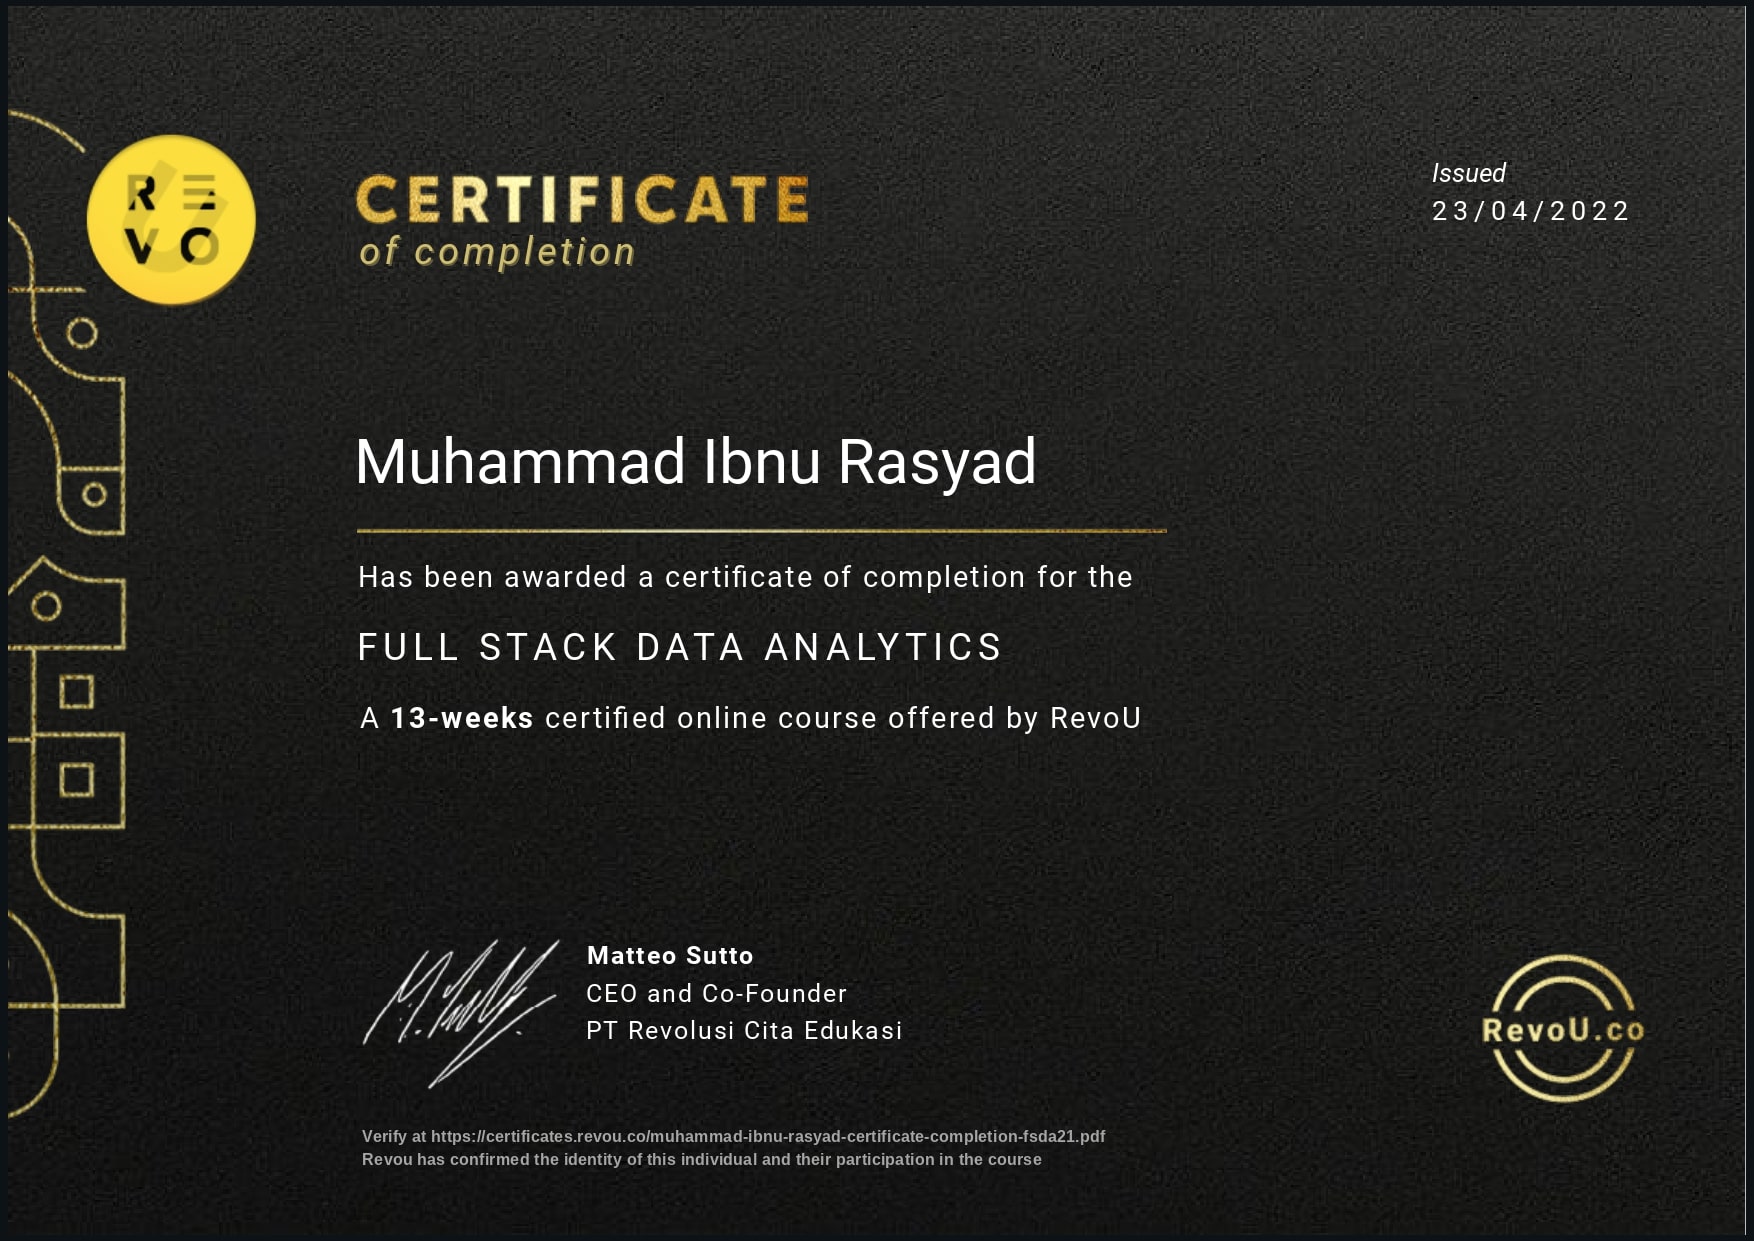 RE
VO
CERTIFICATE
of completion
Issued
23/04/2022
Muhammad Ibnu Rasyad
Has been awarded a certificate of completion for the
FULL STACK DATA ANALYTICS
A 13-weeks certified online course offered by RevoU
Matteo Sutto
CEO and Co-Founder
PT Revolusi Cita Edukasi
RevoU.co
Verify at https://certificates.revou.co/muhammad-ibnu-rasyad-certificate-completion-fsda21.pdf
Revou has confirmed the identity of this individual and their participation in the course